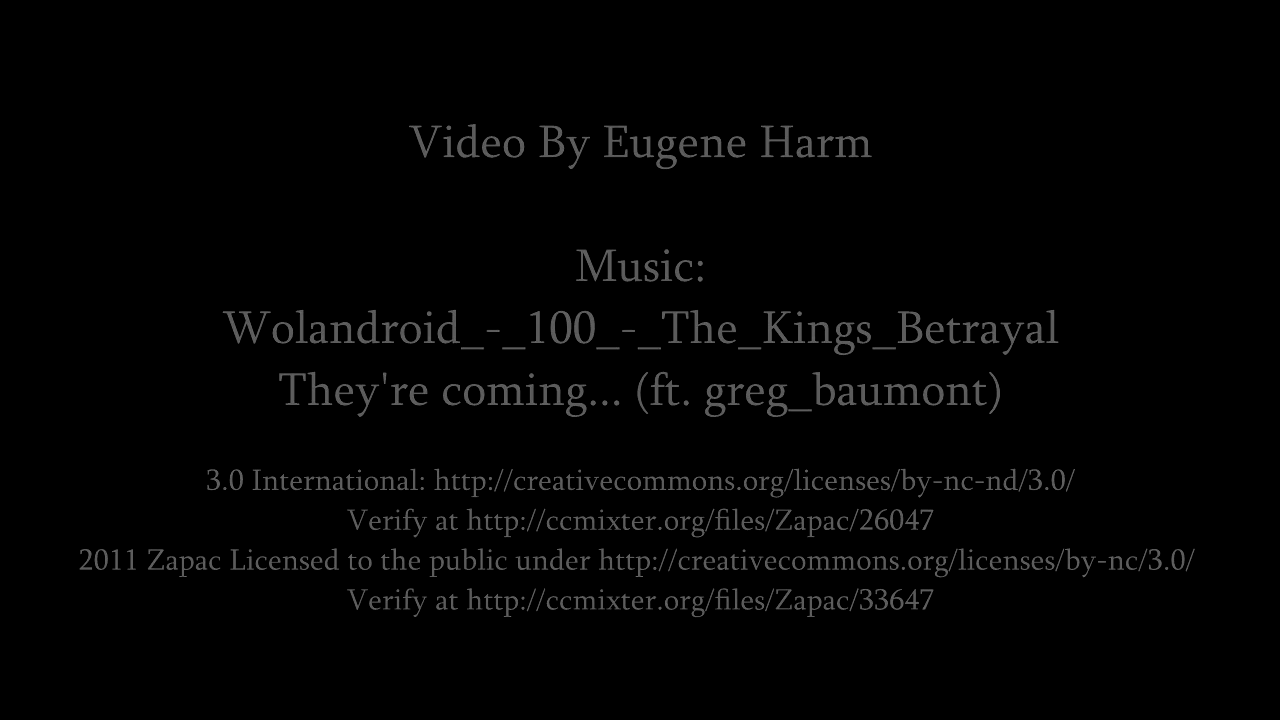 Video By Eugene Harm
Music:
Wolandroid_-_100_-_The_Kings_Betrayal
They're coming... (ft. greg_baumont)
3.0 International: http://creativecommons.org/licenses/by-nc-nd/3.0/
Verify at http://ccmixter.org/files/Zapac/26047
2011 Zapac Licensed to the public under http://creativecommons.org/licenses/by-nc/3.0/
Verify at http://ccmixter.org/files/Zapac/33647